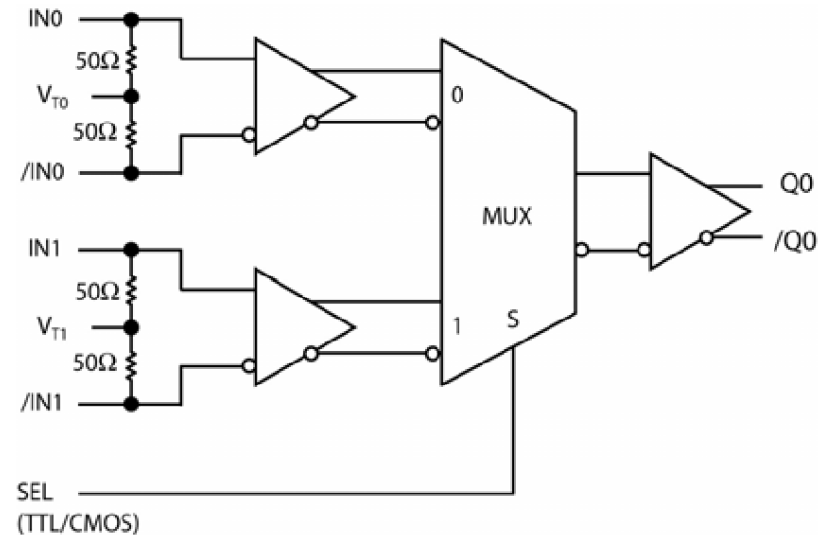 IN0
50Ω
VT0
50Ω
/IN0
0
MUX
Q0
/Q0
IN1
50Ω
VT1
50Ω
/IN1
1
S
SEL
(TTL/CMOS)